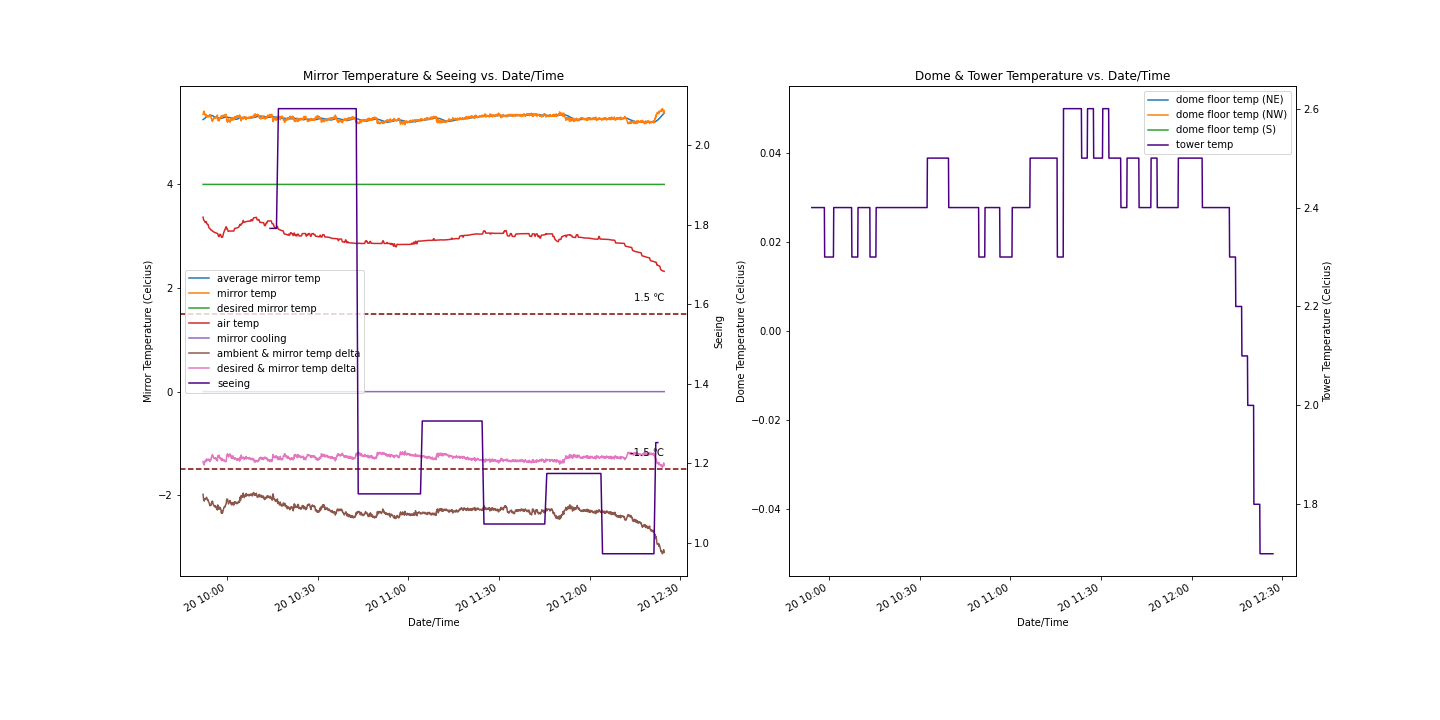 Mirror Temperature & Seeing vs. Date/Time
Mirror Temperature (Celcius)
4
2
0
−2
average mirror temp
mirror temp
desired mirror temp
air temp
mirror cooling
ambient & mirror temp delta
desired & mirror temp delta
seeing
1.5 °C
-1.5 °C
2.0
1.8
1.6
1.4
1.2
1.0
Seeing
20 10:00
20 10:30
20 11:00
20 11:30
20 12:00
20 12:30
Date/Time
Dome & Tower Temperature vs. Date/Time
Dome Temperature (Celcius)
0.04
0.02
0.00
−0.02
−0.04
dome floor temp (NE)
dome floor temp (NW)
dome floor temp (S)
tower temp
2.6
2.4
2.2
2.0
1.8
Tower Temperature (Celcius)
20 10:00
20 10:30
20 11:00
20 11:30
20 12:00
20 12:30
Date/Time